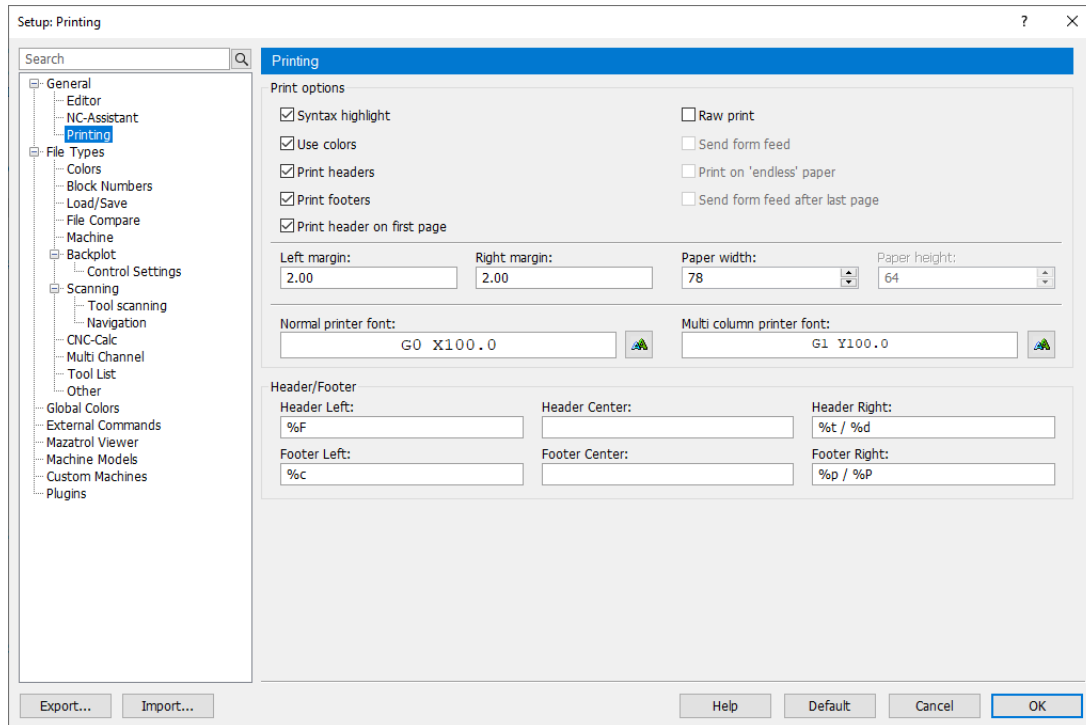 Setup: Printing
Search
General
Editor
NC-Assistant
Printing
File Types
Colors
Block Numbers
Load/Save
File Compare
Machine
Backplot
Control Settings
Scanning
Tool scanning
Navigation
CNC-Calc
Multi Channel
Tool List
Other
Global Colors
External Commands
Mazatrol Viewer
Machine Models
Custom Machines
Plugins
Printing
Print options
Syntax highlight
Raw print
Use colors
Send form feed
Print headers
Print on 'endless' paper
Print footers
Send form feed after last page
Print header on first page
Left margin: Right margin: Paper width: Paper height:
2.00 2.00 78 64
Normal printer font: Multi column printer font:
G0 X100.0 G1 Y100.0
Header/Footer
Header Left: Header Center: Header Right:
%F %t / %d
Footer Left: Footer Center: Footer Right:
%c %p / %P
Export... Import... Help Default Cancel OK